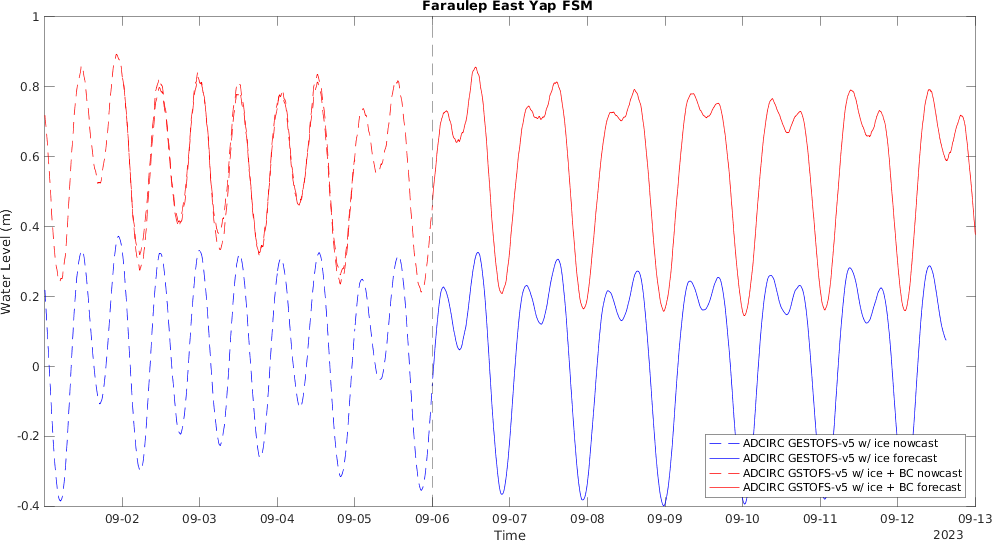 Faraulep East Yap FSM
Water Level (m)
1
0.8
0.6
0.4
0.2
0
-0.2
-0.4
ADCIRC GESTOFS-v5 w/ ice nowcast
ADCIRC GESTOFS-v5 w/ ice forecast
ADCIRC GSTOFS-v5 w/ ice + BC nowcast
ADCIRC GSTOFS-v5 w/ ice + BC forecast
09-02 09-03 09-04 09-05 09-06 09-07 09-08 09-09 09-10 09-11 09-12 09-13
Time
2023